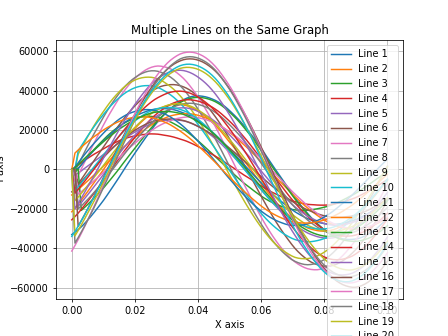 Multiple Lines on the Same Graph
60000
40000
20000
0
−20000
−40000
−60000
0.00
0.02
0.04
0.06
X axis
Line 1
Line 2
Line 3
Line 4
Line 5
Line 6
Line 7
Line 8
Line 9
Line 10
Line 11
Line 12
Line 13
Line 14
Line 15
Line 16
Line 17
Line 18
Line 19
Line 20